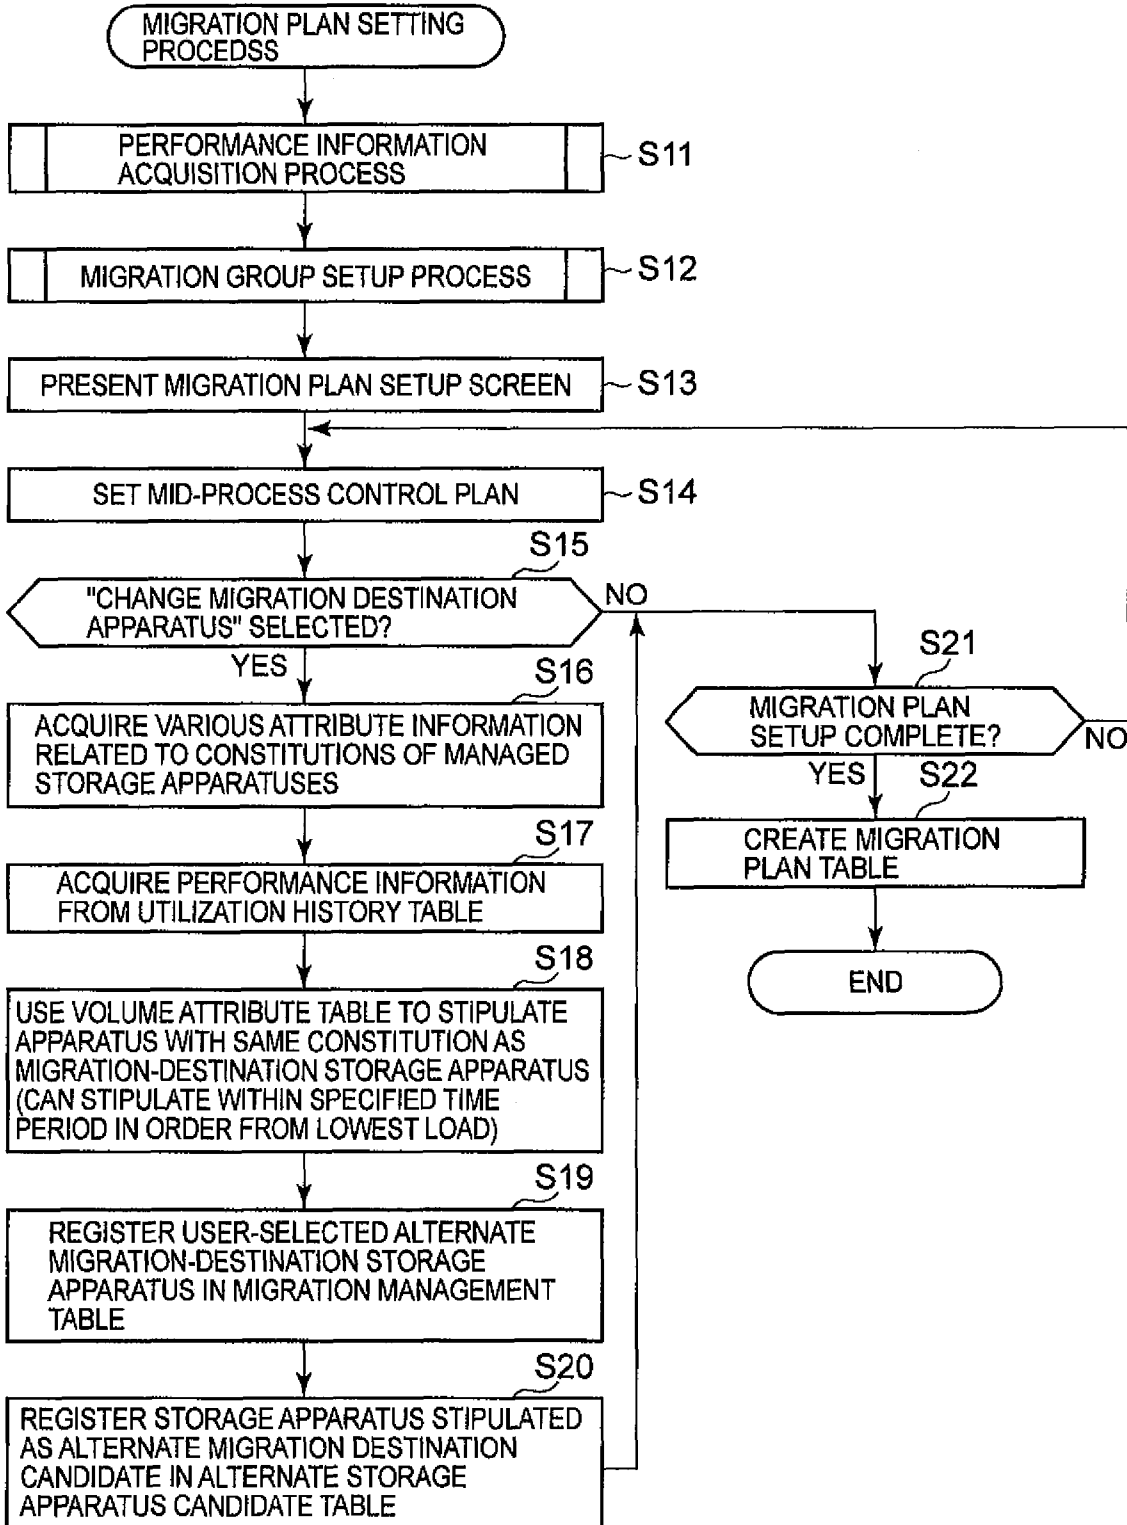 MIGRATION PLAN SETTING
PROCEDSS
PERFORMANCE INFORMATION
ACQUISITION PROCESS
S11
MIGRATION GROUP SETUP PROCESS
S12
PRESENT MIGRATION PLAN SETUP SCREEN
S13
SET MID-PROCESS CONTROL PLAN
S14
S15
"CHANGE MIGRATION DESTINATION
APPARATUS" SELECTED?
NO
YES
S16
ACQUIRE VARIOUS ATTRIBUTE INFORMATION
RELATED TO CONSTITUTIONS OF MANAGED
STORAGE APPARATUSES
S17
ACQUIRE PERFORMANCE INFORMATION
FROM UTILIZATION HISTORY TABLE
S18
USE VOLUME ATTRIBUTE TABLE TO STIPULATE
APPARATUS WITH SAME CONSTITUTION AS
MIGRATION-DESTINATION STORAGE APPARATUS
(CAN STIPULATE WITHIN SPECIFIED TIME
PERIOD IN ORDER FROM LOWEST LOAD)
S19
REGISTER USER-SELECTED ALTERNATE
MIGRATION-DESTINATION STORAGE
APPARATUS IN MIGRATION MANAGEMENT
TABLE
S20
REGISTER STORAGE APPARATUS STIPULATED
AS ALTERNATE MIGRATION DESTINATION
CANDIDATE IN ALTERNATE STORAGE
APPARATUS CANDIDATE TABLE
S21
MIGRATION PLAN
SETUP COMPLETE?
NO
YES
S22
CREATE MIGRATION
PLAN TABLE
END